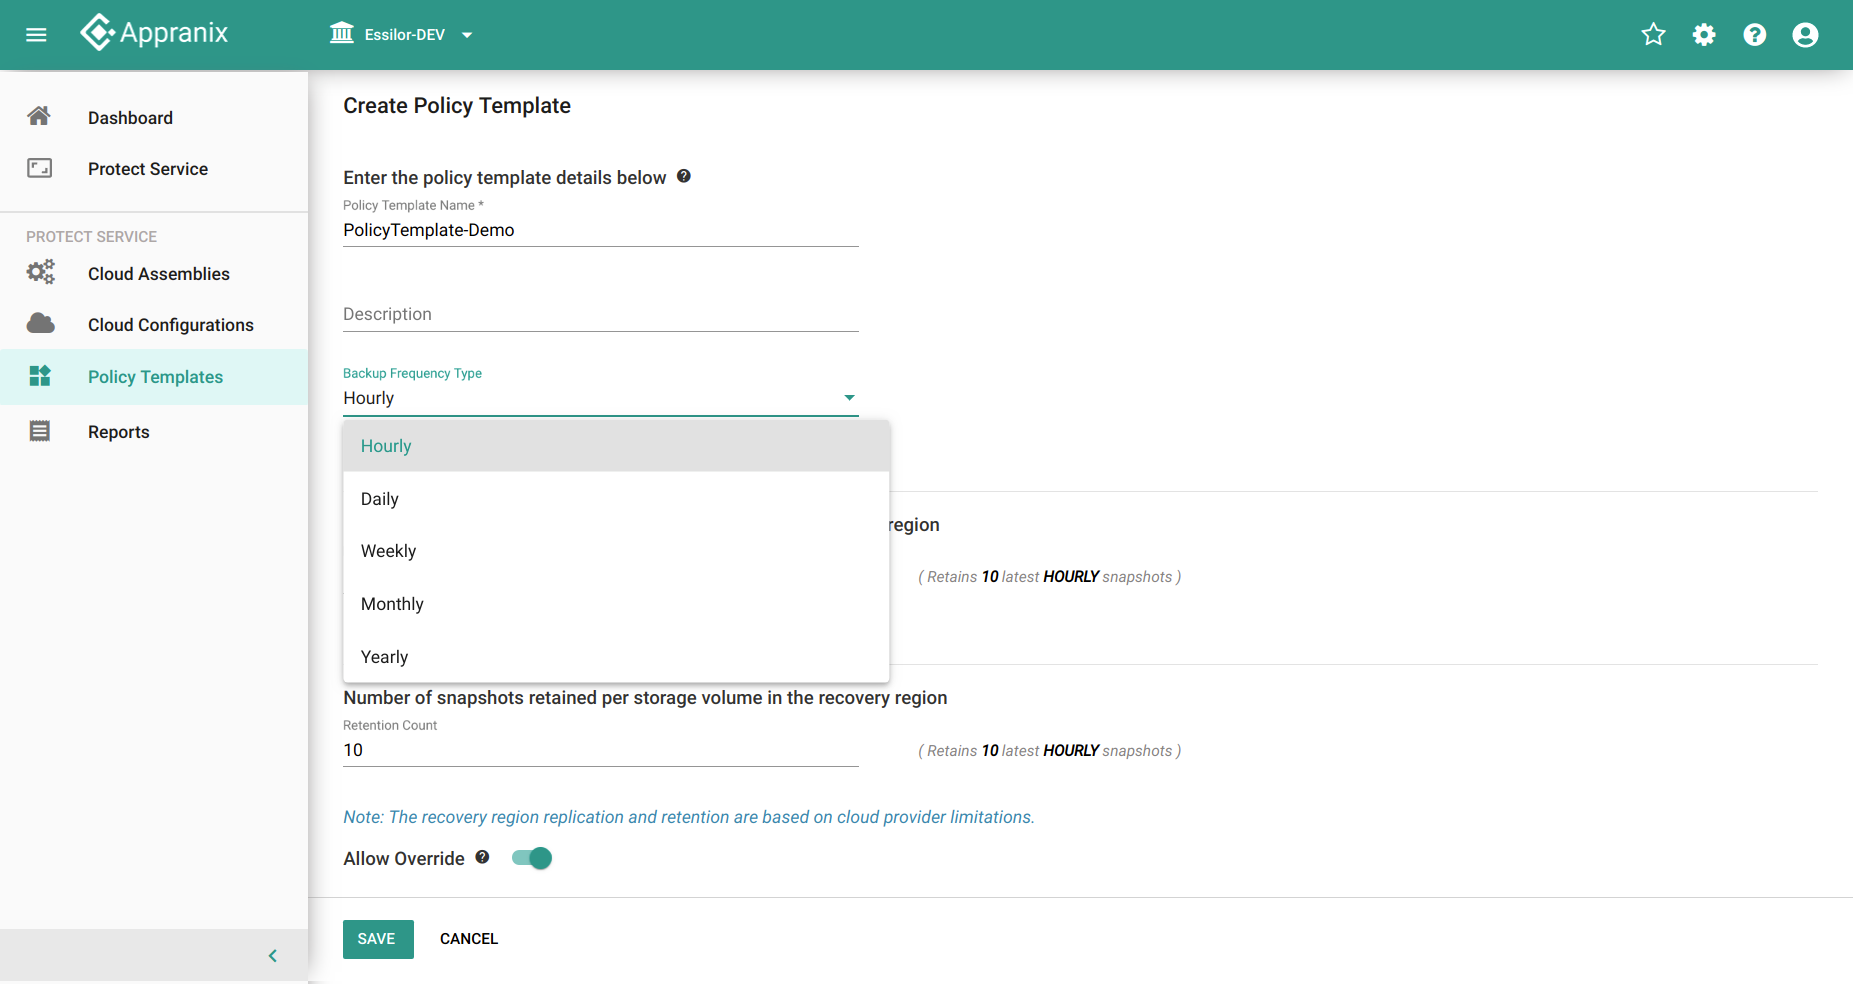 Appranix
Essilor-DEV
Dashboard
Protect Service
PROTECT SERVICE
Cloud Assemblies
Cloud Configurations
Policy Templates
Reports
Create Policy Template
Enter the policy template details below
Policy Template Name *
PolicyTemplate-Demo
Description
Backup Frequency Type
Hourly
Hourly
Daily
Weekly
Monthly
Yearly
region
( Retains 10 latest HOURLY snapshots )
Number of snapshots retained per storage volume in the recovery region
Retention Count
10
( Retains 10 latest HOURLY snapshots )
Note: The recovery region replication and retention are based on cloud provider limitations.
Allow Override
SAVE
CANCEL